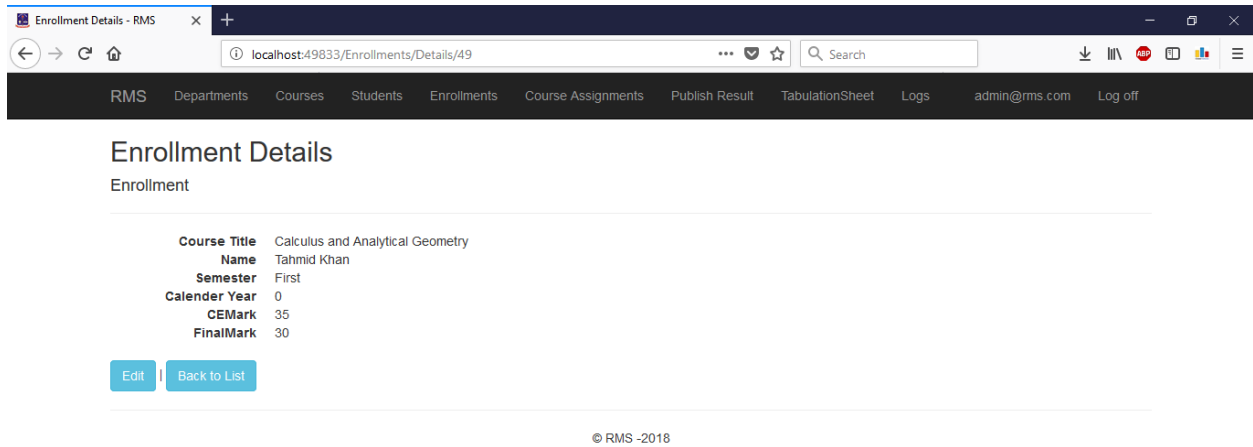 Enrollment Details - RMS
localhost:49833/Enrollments/Details/49
Search
ABP
RMS Departments Courses Students Enrollments Course Assignments Publish Result TabulationSheet Logs admin@rms.com Log off
Enrollment Details
Enrollment
Course Title Calculus and Analytical Geometry
Name Tahmid Khan
Semester First
Calender Year 0
CEMark 35
FinalMark 30
Edit | Back to List
© RMS -2018